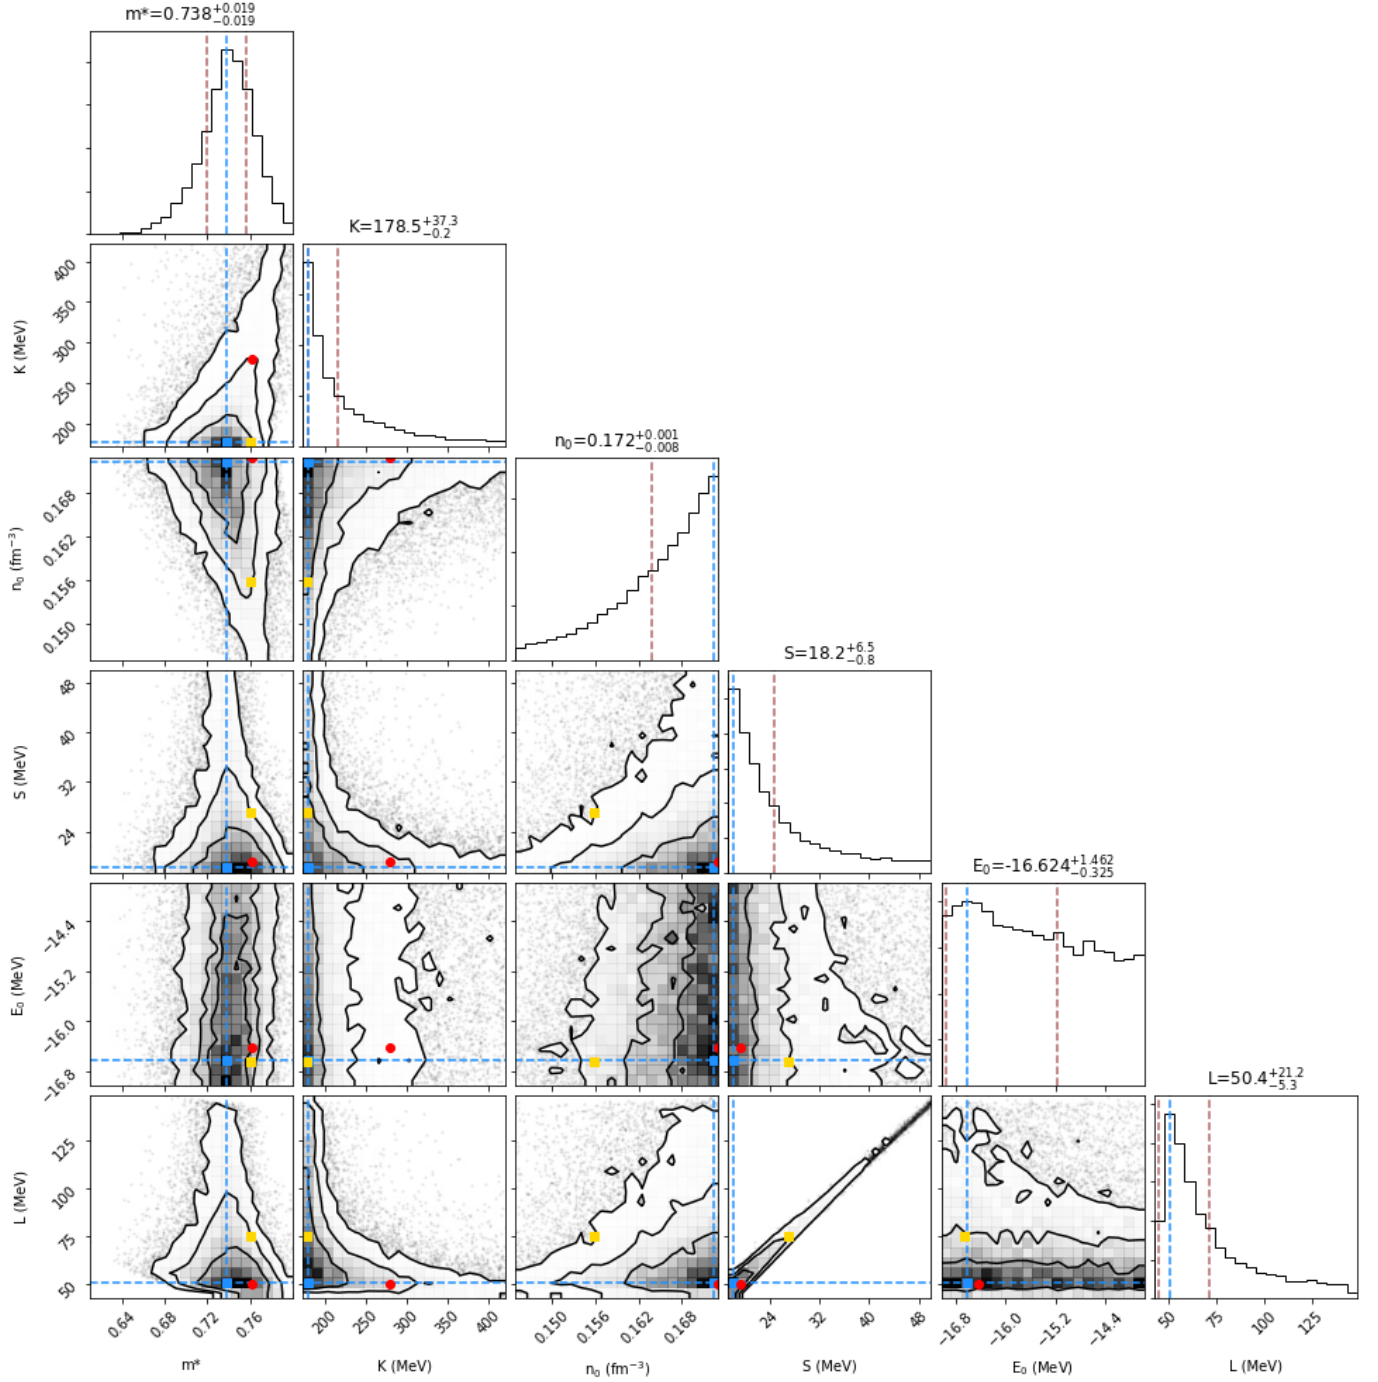 m*=0.738+0.019−0.019
K=178.5+37.3−0.2
n0=0.172+0.001−0.008
S=18.2+6.5−0.8
E0=-16.624+1.462−0.325
L=50.4+21.2−5.3
K (MeV)
400
350
300
250
200
n0 (fm−3)
0.168
0.162
0.156
0.150
S (MeV)
48
40
32
24
E0 (MeV)
−14.4
−15.2
−16.0
−16.8
L (MeV)
125
100
75
50
0.64 0.68 0.72 0.76
200 250 300 350 400
0.150 0.156 0.162 0.168
24 32 40 48
−16.8 −16.0 −15.2 −14.4
50 75 100 125
m* K (MeV) n0 (fm−3) S (MeV) E0 (MeV) L (MeV)